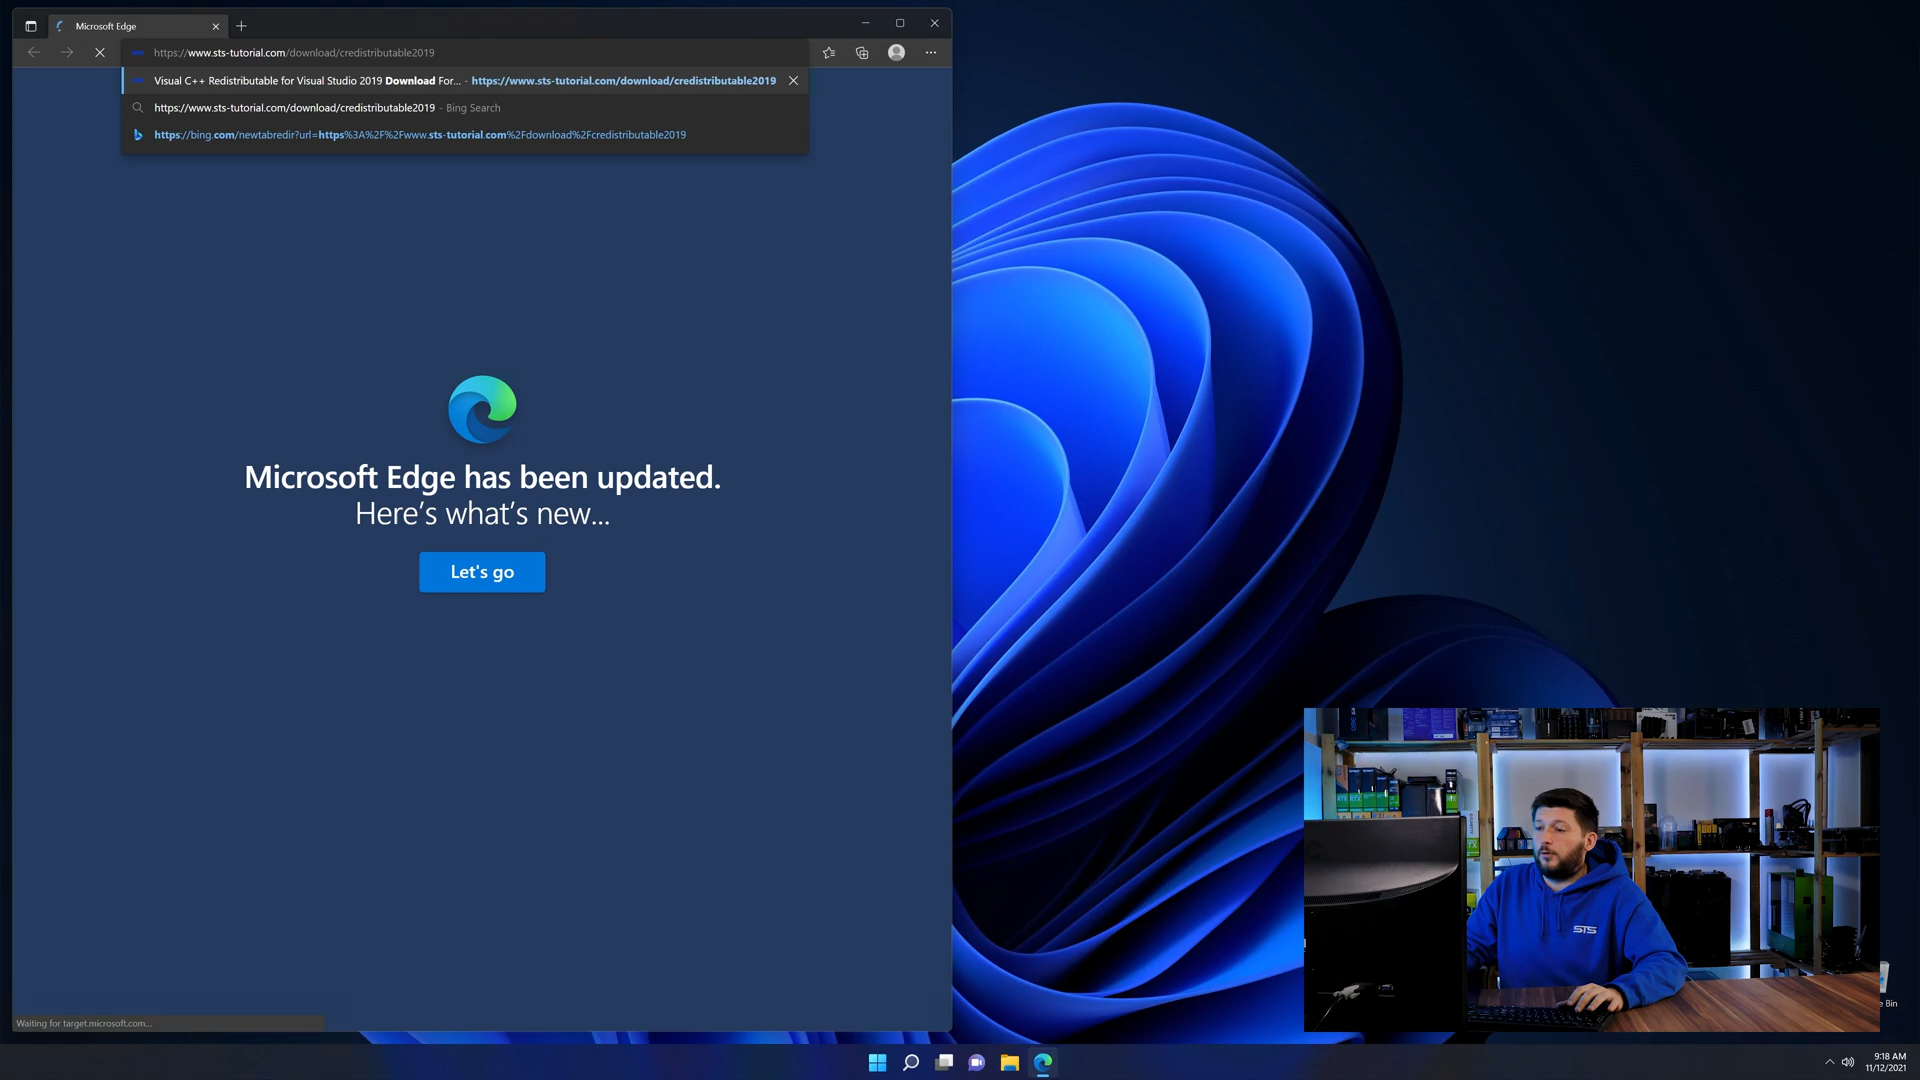 Microsoft Edge
https://www.sts-tutorial.com/download/credistributable2019
Visual C++ Redistributable for Visual Studio 2019 Download For... - https://www.sts-tutorial.com/download/credistributable2019
https://www.sts-tutorial.com/download/credistributable2019 - Bing Search
https://bing.com/newtabredir?url=https%3A%2F%2Fwww.sts-tutorial.com%2Fdownload%2Fcredistributable2019
Microsoft Edge has been updated.
Here's what's new...
Let's go
STS
Bin
Waiting for target.microsoft.com...
9:18 AM
11/12/2021